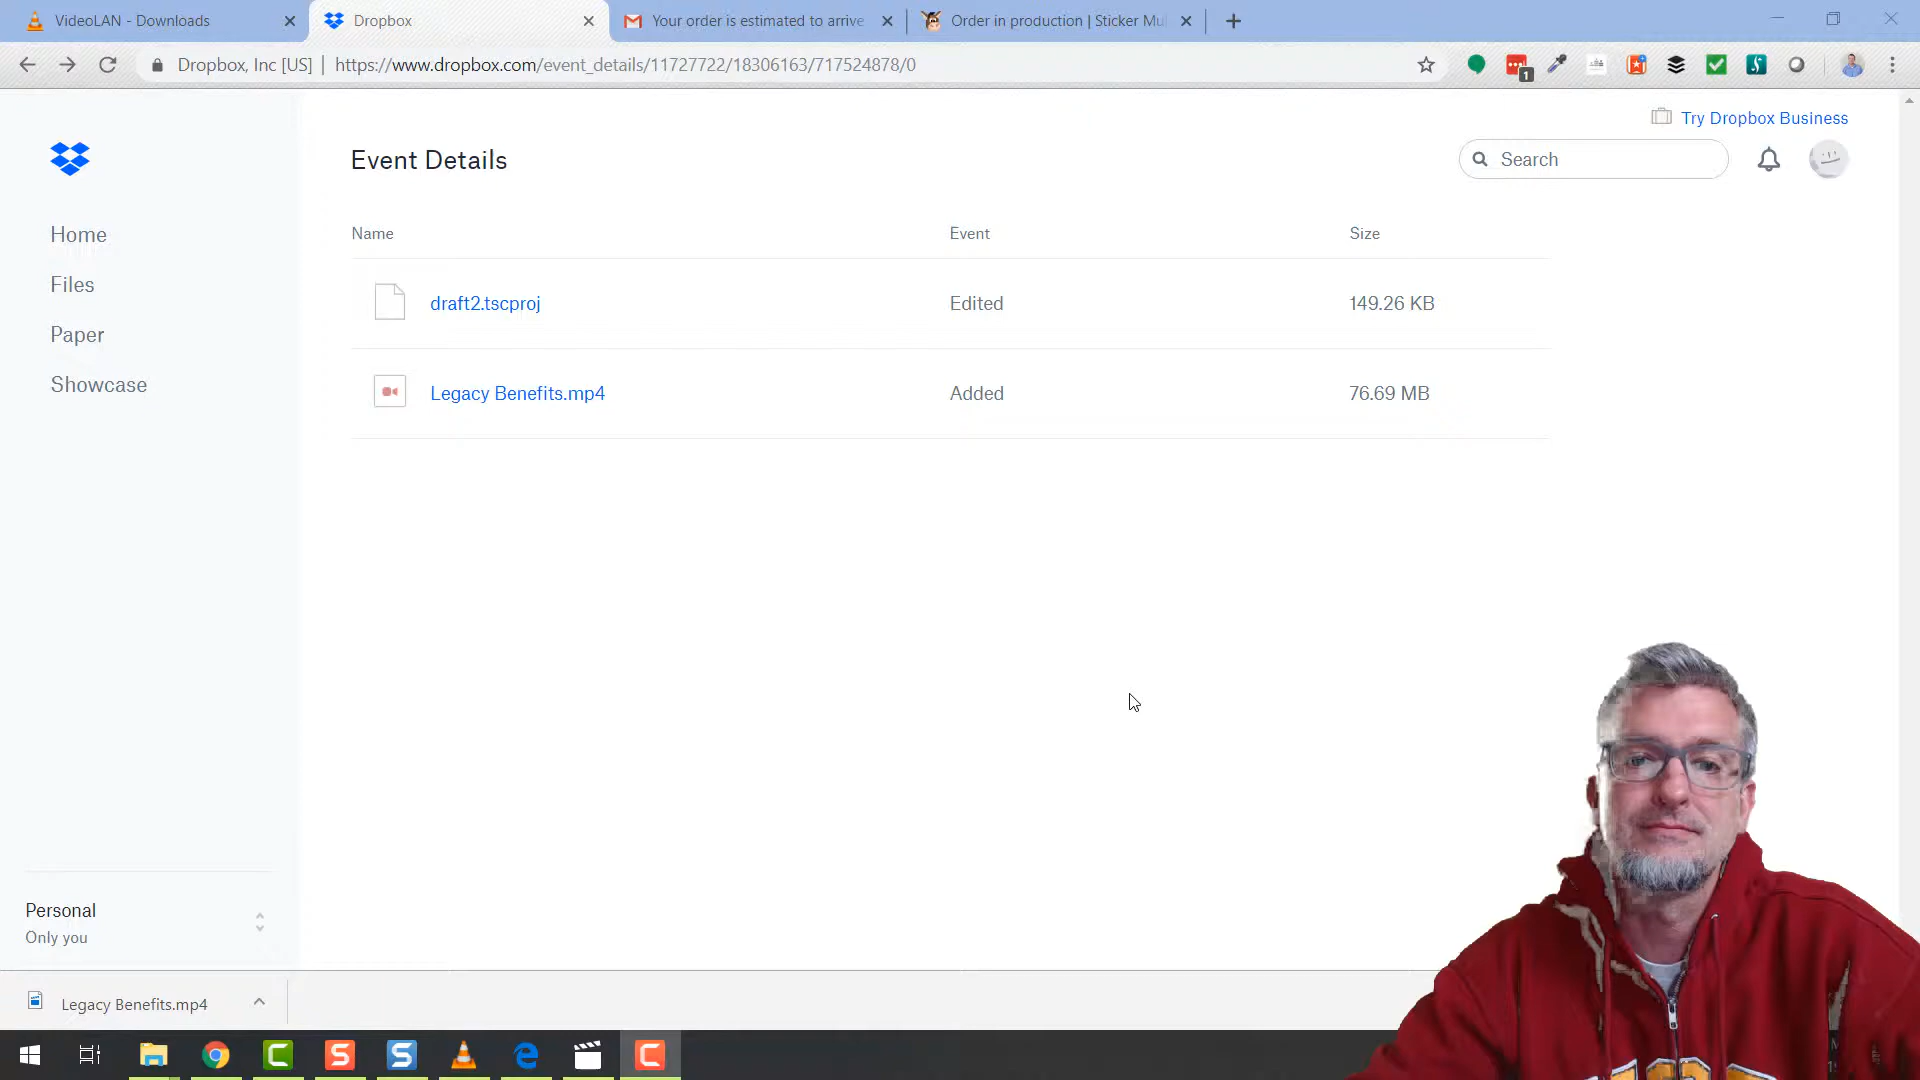 VideoLAN - Downloads
Dropbox
Your order is estimated to arrive
Order in production | Sticker Mu
Dropbox, Inc [US] | https://www.dropbox.com/event_details/11727722/18306163/717524878/0
1
Try Dropbox Business
Event Details
Search
Home
Files
Paper
Showcase
Name Event Size
draft2.tscproj Edited 149.26 KB
Legacy Benefits.mp4 Added 76.69 MB
Personal
Only you
Legacy Benefits.mp4